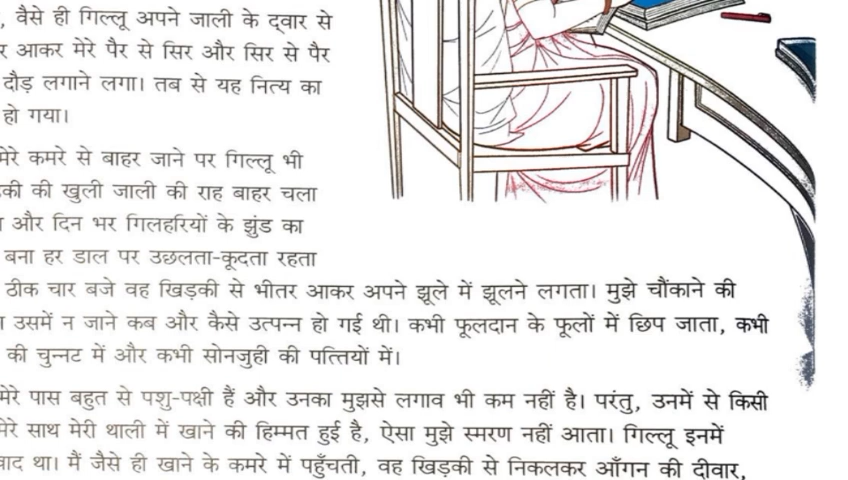 , वैसे ही गिल्लू अपने जाली के द्वार से
र आकर मेरे पैर से सिर और सिर से पैर
दौड़ लगाने लगा। तब से यह नित्य का
हो गया।
मेरे कमरे से बाहर जाने पर गिल्लू भी
की की खुली जाली की राह बाहर चला
और दिन भर गिलहरियों के झुंड का
बना हर डाल पर उछलता-कूदता रहता
ठीक चार बजे वह खिड़की से भीतर आकर अपने झूले में झूलने लगता। मुझे चौंकाने की
उसमें न जाने कब और कैसे उत्पन्न हो गई थी। कभी फूलदान के फूलों में छिप जाता, कभी
की चुन्नट में और कभी सोनजुही की पत्तियों में।
मेरे पास बहुत से पशु-पक्षी हैं और उनका मुझसे लगाव भी कम नहीं है। परंतु, उनमें से किसी
मेरे साथ मेरी थाली में खाने की हिम्मत हुई है, ऐसा मुझे स्मरण नहीं आता। गिल्लू इनमें
वाद था। मैं जैसे ही खाने के कमरे में पहुँचती, वह खिड़की से निकलकर आँगन की दीवार,